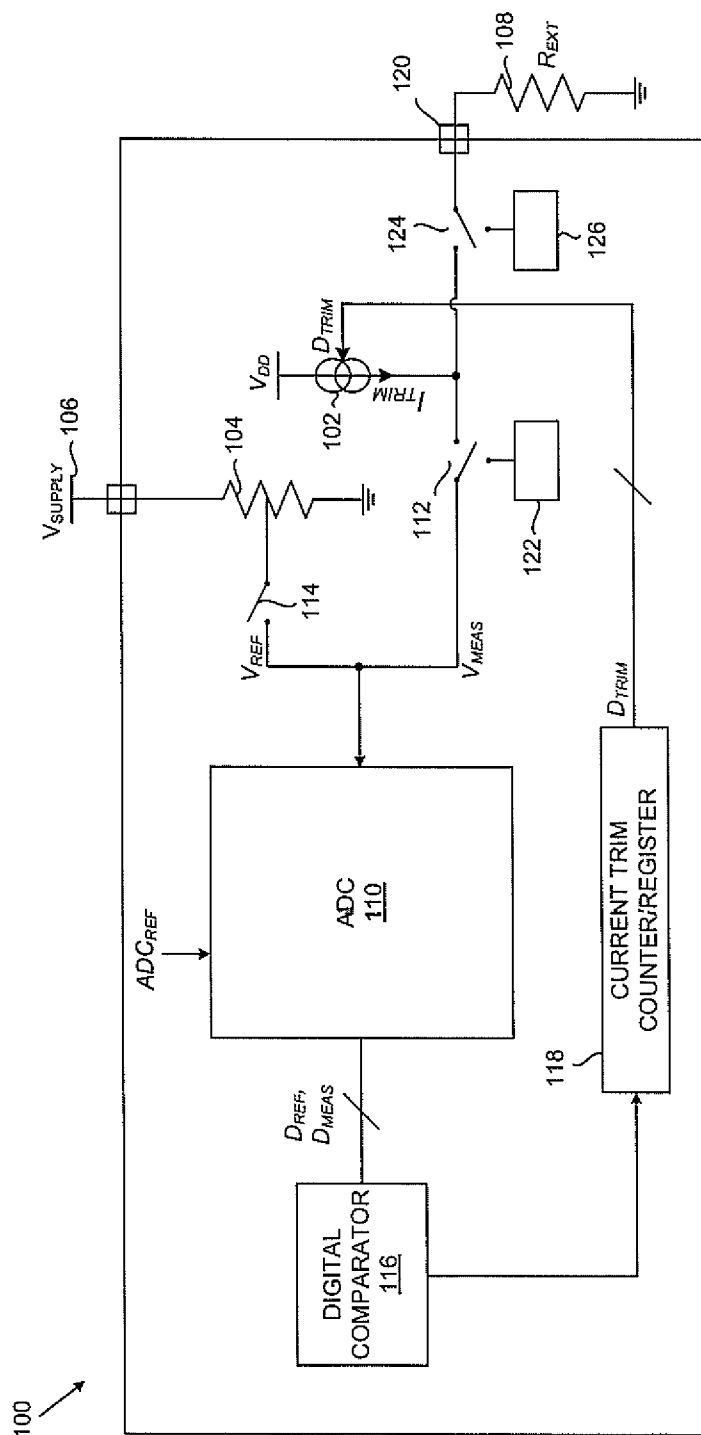 100
V_SUPPLY
106
104
114
V_REF
V_DD
D_TRIM
102
I_TRIM
120
108
R_EXT
124
126
112
122
V_MEAS
ADC_REF
ADC
110
D_REF,
D_MEAS
DIGITAL
COMPARATOR
116
118
CURRENT TRIM
COUNTER/REGISTER
D_TRIM